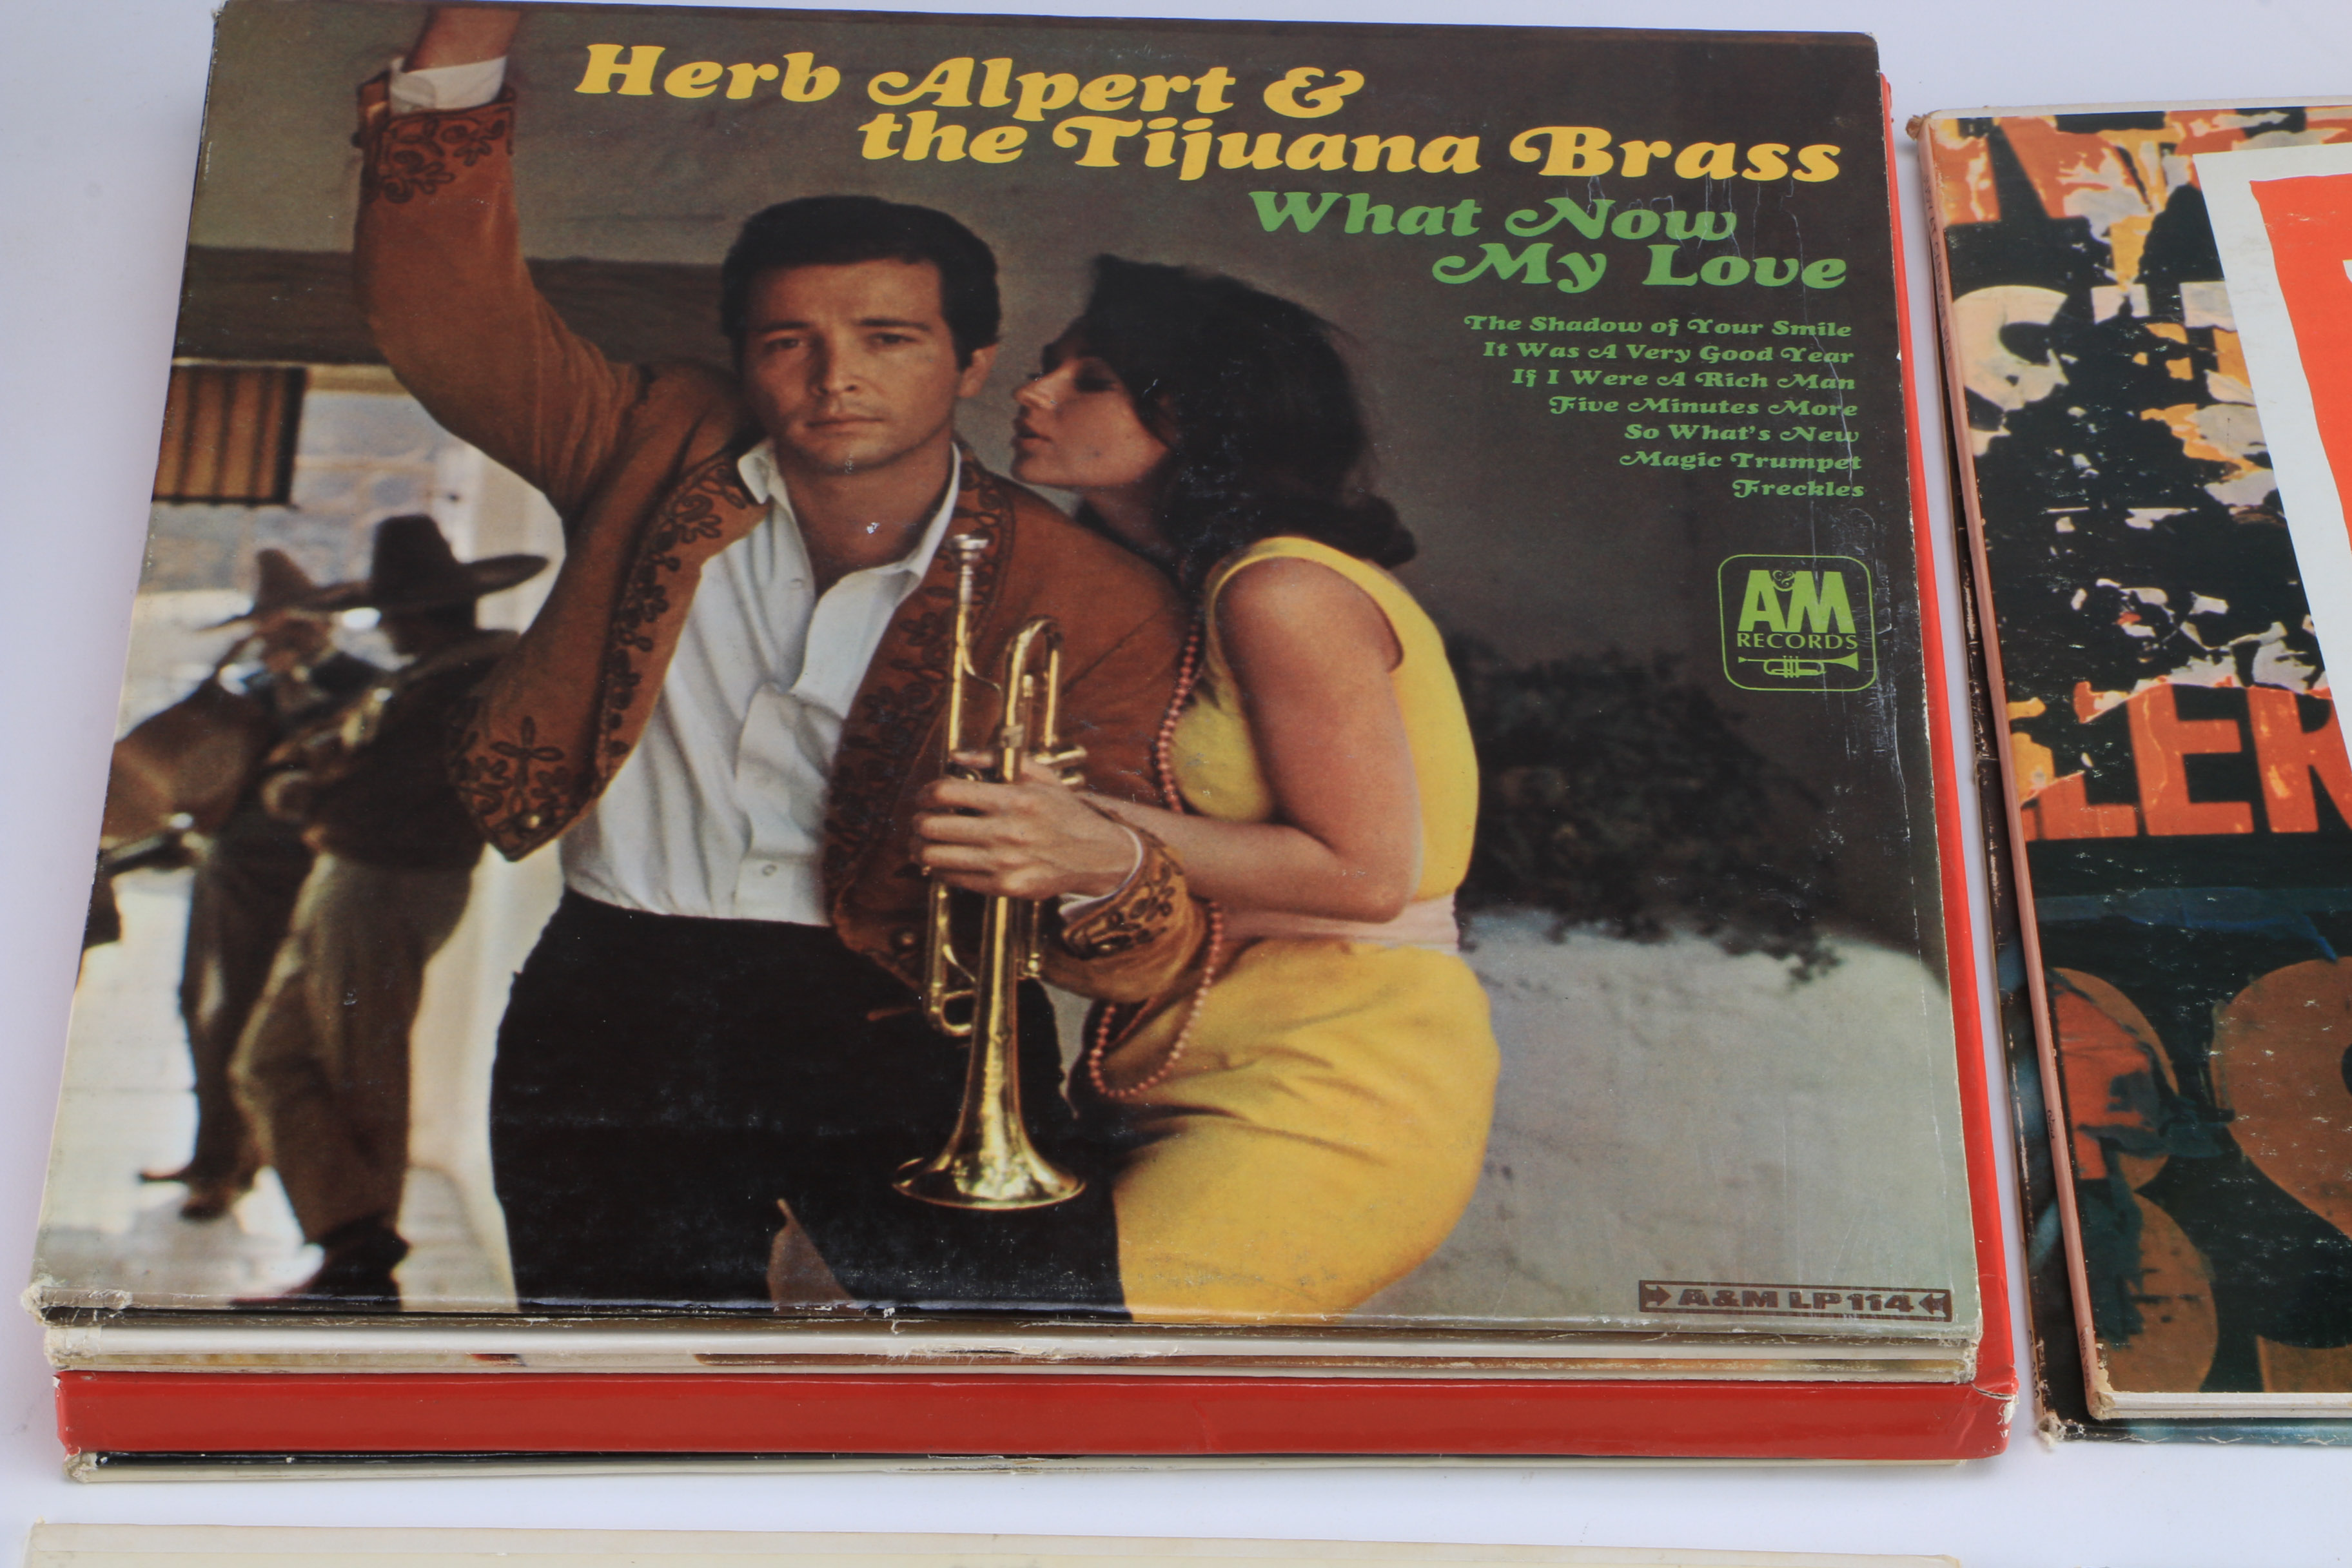 Herb Alpert &
the Tijuana Brass
What Now
My Love
The Shadow of Your Smile
It Was A Very Good Year
If I Were A Rich Man
Five Minutes More
So What's New
Magic Trumpet
Freckles
A&M
RECORDS
A&M LP 114